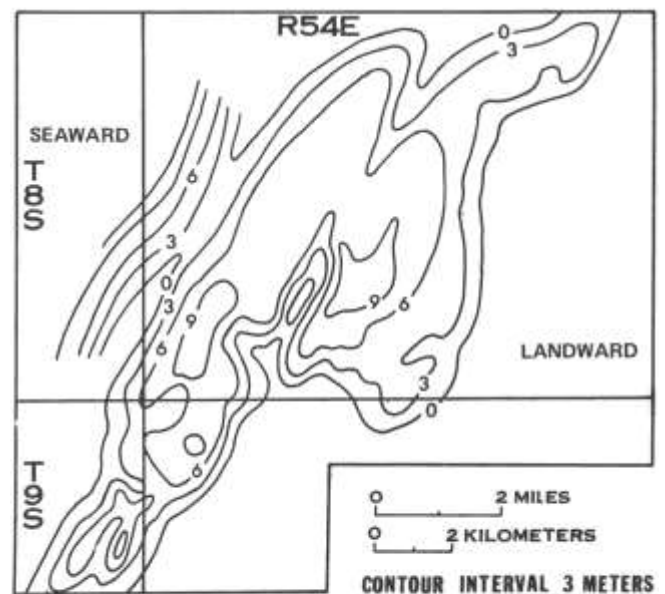 R54E
0
3
SEAWARD
T8S
6
3
0
3
9
6
9
6
LANDWARD
3
0
T9S
6
0 2 MILES
0 2 KILOMETERS
CONTOUR INTERVAL 3 METERS